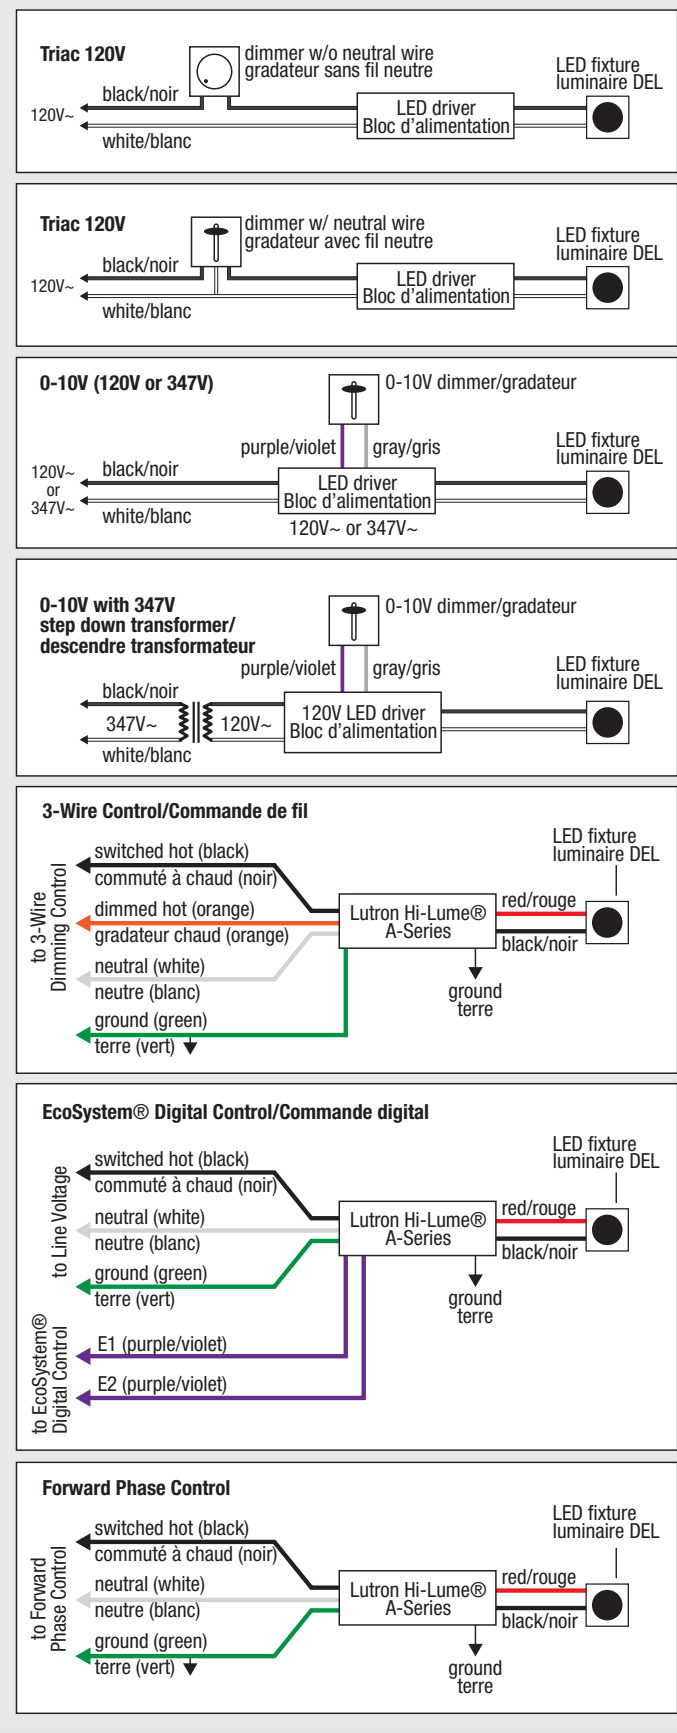 Triac 120V
dimmer w/o neutral wire
gradateur sans fil neutre
LED fixture
luminaire DEL
black/noir
120V~
LED driver
Bloc d'alimentation
white/blanc
Triac 120V
dimmer w/ neutral wire
gradateur avec fil neutre
LED fixture
luminaire DEL
black/noir
120V~
LED driver
Bloc d'alimentation
white/blanc
0-10V (120V or 347V)
0-10V dimmer/gradateur
purple/violet
gray/gris
LED fixture
luminaire DEL
120V~
or
347V~
black/noir
LED driver
Bloc d'alimentation
white/blanc
120V~ or 347V~
0-10V with 347V
step down transformer/
descendre transformateur
0-10V dimmer/gradateur
purple/violet
gray/gris
LED fixture
luminaire DEL
black/noir
347V~
120V~
120V LED driver
Bloc d'alimentation
white/blanc
3-Wire Control/Commande de fil
LED fixture
luminaire DEL
to 3-Wire
Dimming Control
switched hot (black)
commuté à chaud (noir)
dimmed hot (orange)
gradateur chaud (orange)
neutral (white)
neutre (blanc)
ground (green)
terre (vert)
Lutron Hi-Lume®
A-Series
red/rouge
black/noir
ground
terre
EcoSystem® Digital Control/Commande digital
LED fixture
luminaire DEL
to Line Voltage
switched hot (black)
commuté à chaud (noir)
neutral (white)
neutre (blanc)
ground (green)
terre (vert)
Lutron Hi-Lume®
A-Series
red/rouge
black/noir
ground
terre
to EcoSystem®
Digital Control
E1 (purple/violet)
E2 (purple/violet)
Forward Phase Control
LED fixture
luminaire DEL
to Forward
Phase Control
switched hot (black)
commuté à chaud (noir)
neutral (white)
neutre (blanc)
ground (green)
terre (vert)
Lutron Hi-Lume®
A-Series
red/rouge
black/noir
ground
terre